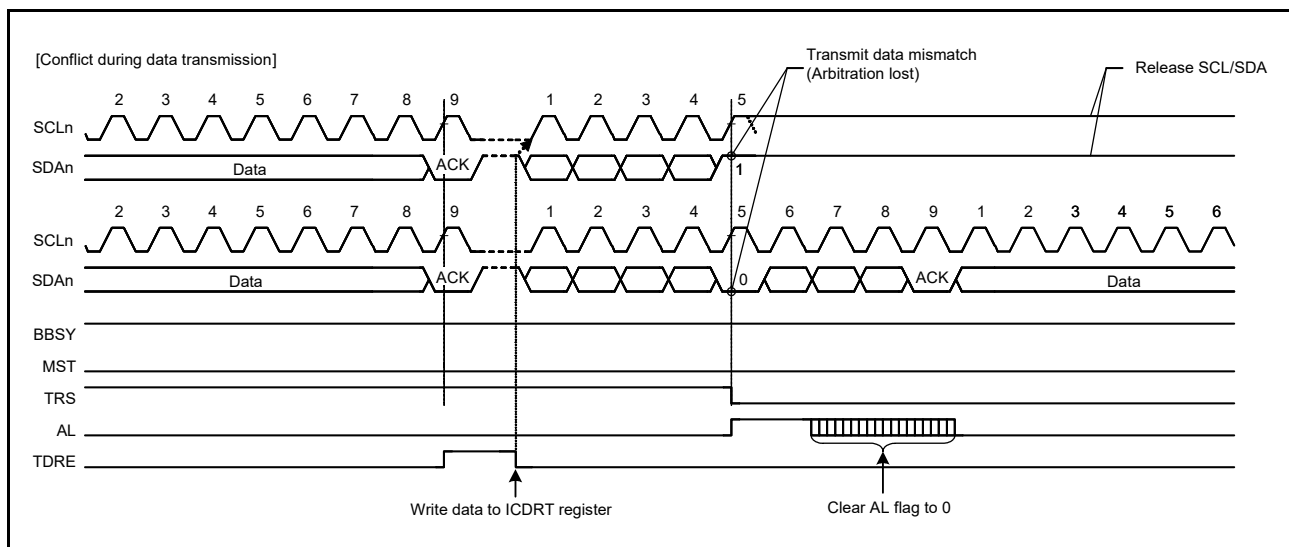 [Conflict during data transmission]
Transmit data mismatch
(Arbitration lost)
Release SCL/SDA
2 3 4 5 6 7 8 9 1 2 3 4 5
SCLn
SDAn Data ACK 1
2 3 4 5 6 7 8 9 1 2 3 4 5 6 7 8 9 1 2 3 4 5 6
SCLn
SDAn Data ACK 0 ACK Data
BBSY
MST
TRS
AL
TDRE
Write data to ICDRT register Clear AL flag to 0